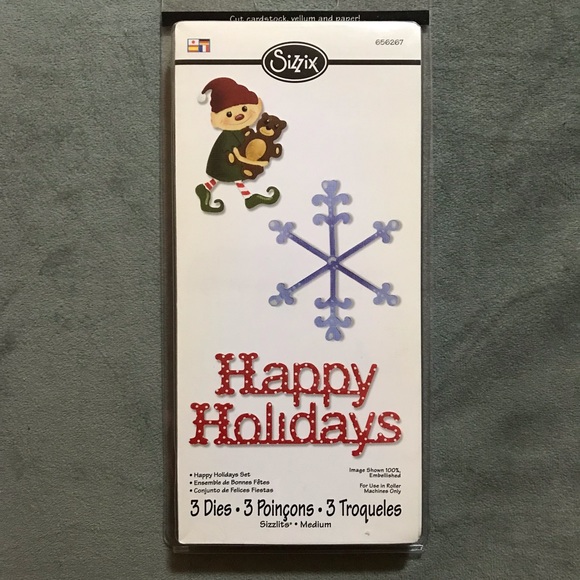 Cut cardstock, vellum and paper!
656267
Sizzix
Happy
Holidays
• Happy Holidays Set
• Ensemble de Bonnes Fêtes
• Conjunto de Felices Fiestas
Image Shown 100%,
Embellished
For Use in Roller
Machines Only
3 Dies • 3 Poinçons • 3 Troqueles
Sizzlits® • Medium